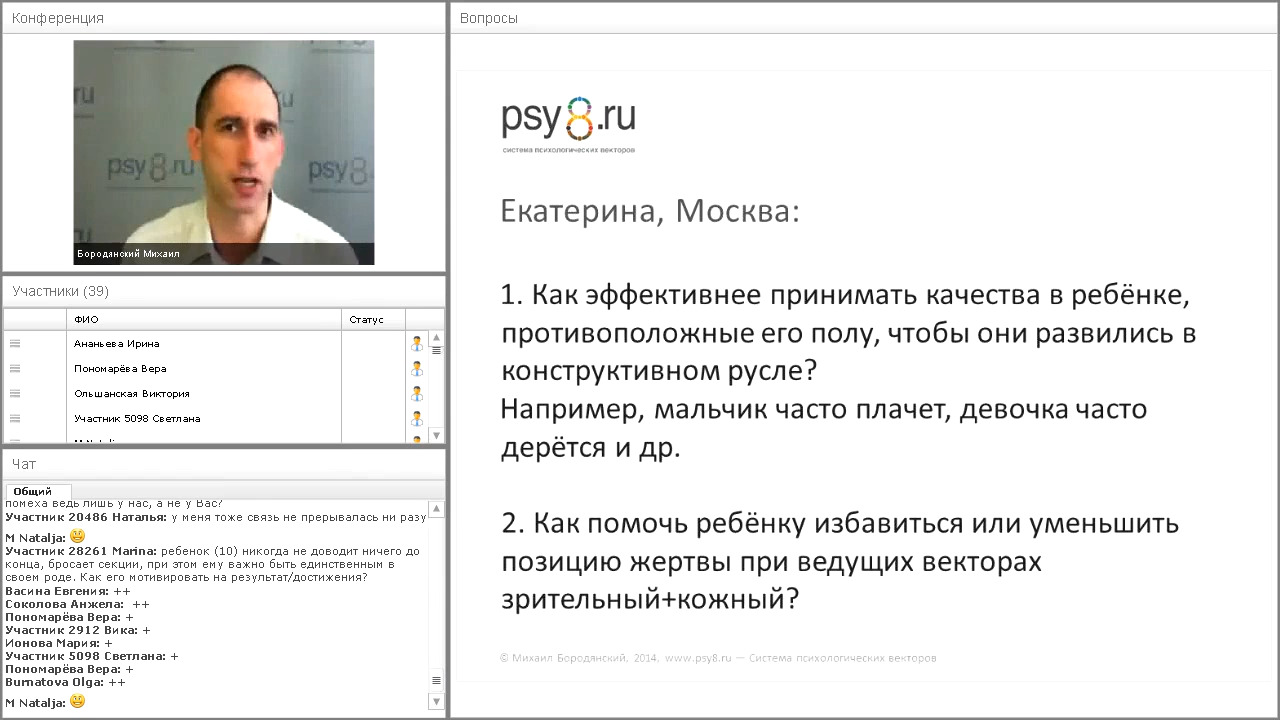 Конференция
psy8.ru
psy8.ru
Бородянский Михаил
Участники (39)
ФИО
Статус
Ананьева Ирина
Пономарёва Вера
Ольшанская Виктория
Участник 5098 Светлана
Чат
Общий
помеха ведь лишь у нас, а не у Вас?
Участник 20486 Наталья: у меня тоже связь не прерывалась ни разу
M Natalja:
Участник 28261 Marina: ребенок (10) никогда не доводит ничего до
конца, бросает секции, при этом ему важно быть единственным в
своем роде. Как его мотивировать на результат/достижения?
Васина Евгения: ++
Соколова Анжела: ++
Пономарёва Вера: +
Участник 2912 Вика: +
Ионова Мария: +
Участник 5098 Светлана: +
Пономарёва Вера: +
Burnatova Olga: ++
M Natalja:
Вопросы
psy8.ru
система психологических векторов
Екатерина, Москва:
1. Как эффективнее принимать качества в ребёнке,
противоположные его полу, чтобы они развились в
конструктивном русле?
Например, мальчик часто плачет, девочка часто
дерётся и др.
2. Как помочь ребёнку избавиться или уменьшить
позицию жертвы при ведущих векторах
зрительный+кожный?
© Михаил Бородянский, 2014, www.psy8.ru — Система психологических векторов